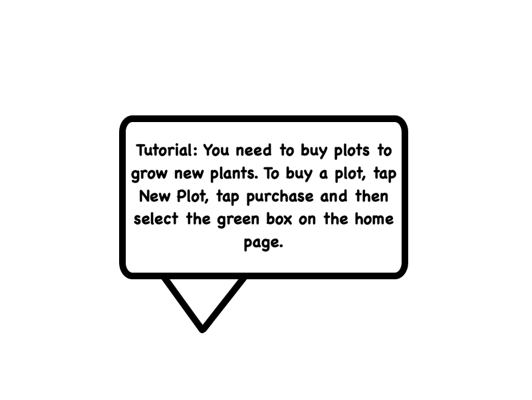 Tutorial: You need to buy plots to
grow new plants. To buy a plot, tap
New Plot, tap purchase and then
select the green box on the home
page.